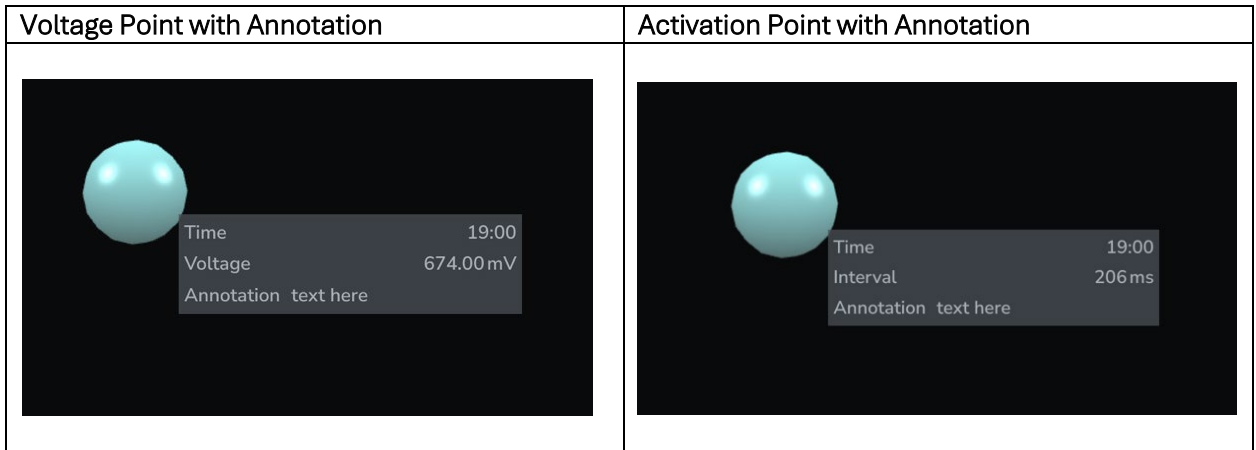 Voltage Point with Annotation
Activation Point with Annotation
Time 19:00
Voltage 674.00 mV
Annotation text here
Time 19:00
Interval 206 ms
Annotation text here